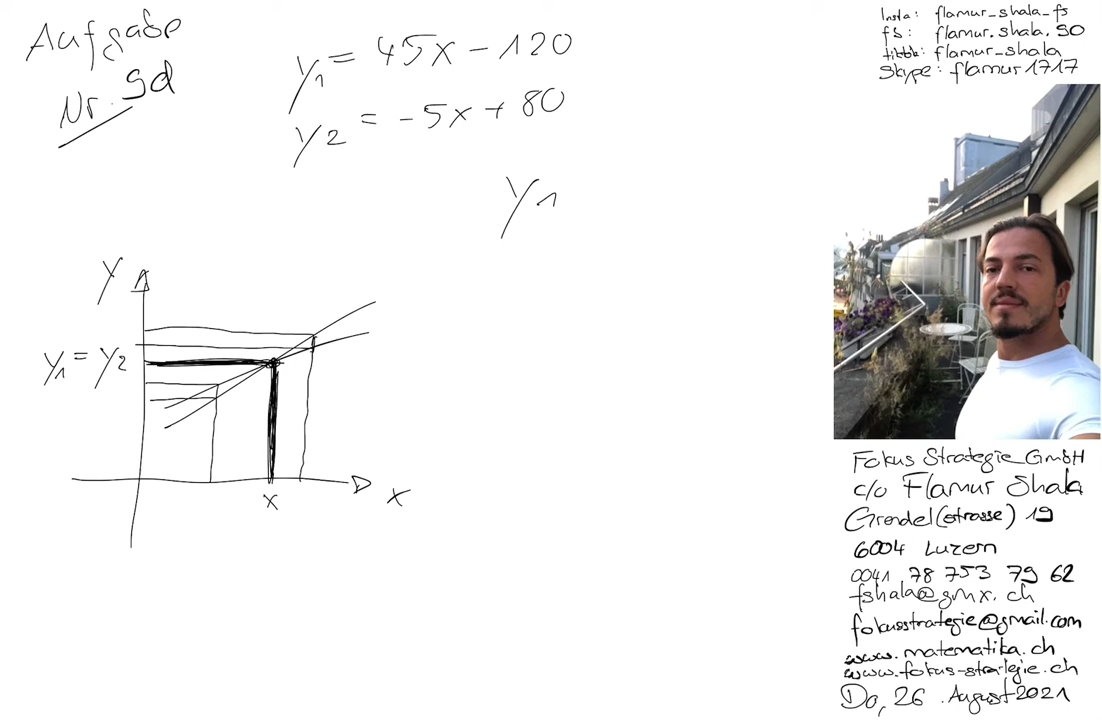 Aufgabe
Nr. 9d
y1 = 45x - 120
y2 = -5x + 80
y1
y
y1 = y2
x
x
Insta: flamur_shala_fs
fb: flamur.shala.90
tiktok: flamur_shala
Skype: flamur1717
Fokus Strategie GmbH
c/o Flamur Shala
Grendel(strasse) 19
6004 Luzern
0041 78 753 79 62
fshala@gmx.ch
fokusstrategie@gmail.com
www.matematika.ch
www.fokus-strategie.ch
Do, 26. August 2021